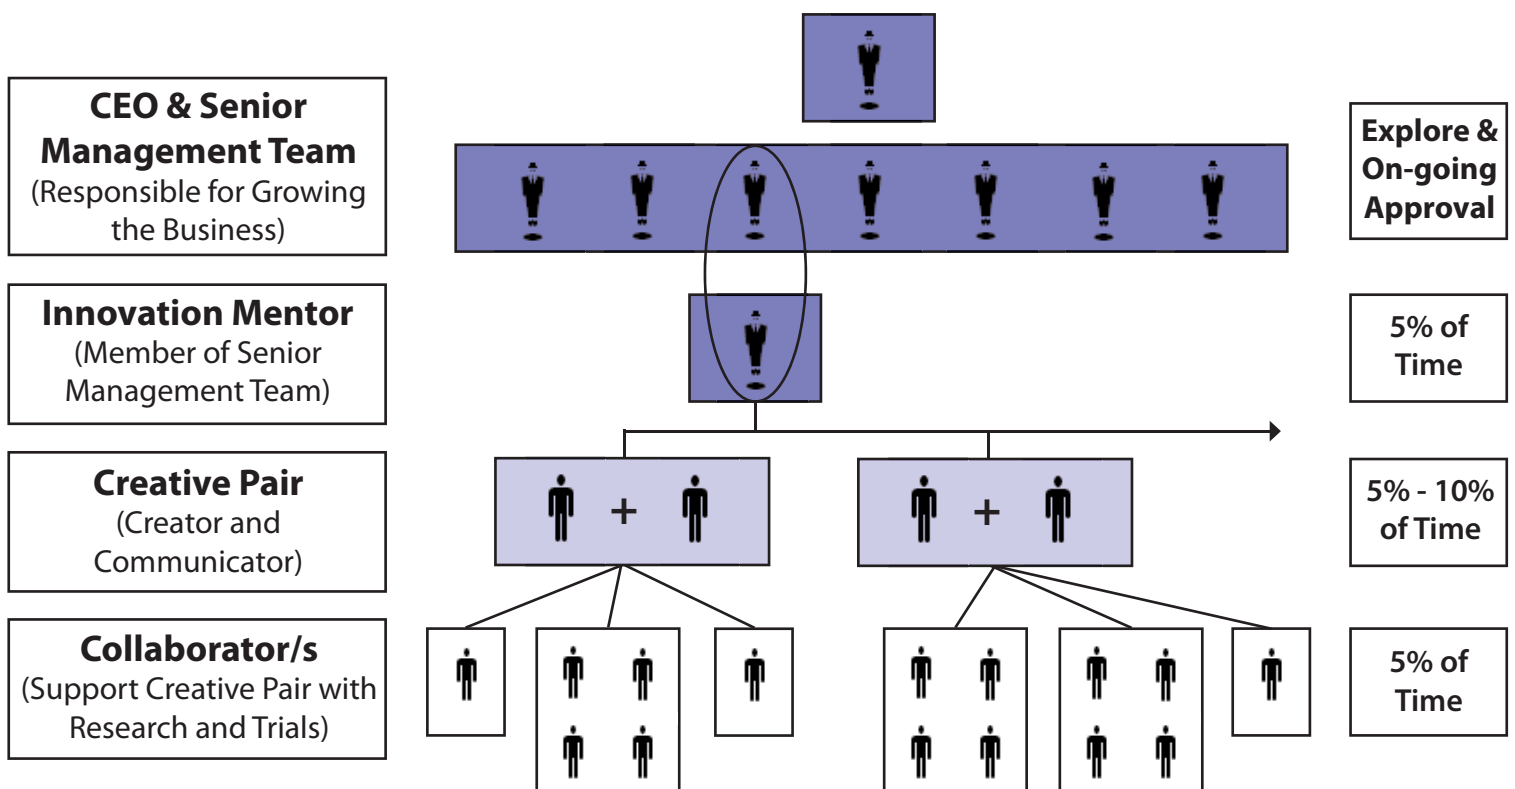 CEO & Senior
Management Team
(Responsible for Growing
the Business)
Explore &
On-going
Approval
Innovation Mentor
(Member of Senior
Management Team)
5% of
Time
Creative Pair
(Creator and
Communicator)
+
+
5% - 10%
of Time
Collaborator/s
(Support Creative Pair with
Research and Trials)
5% of
Time